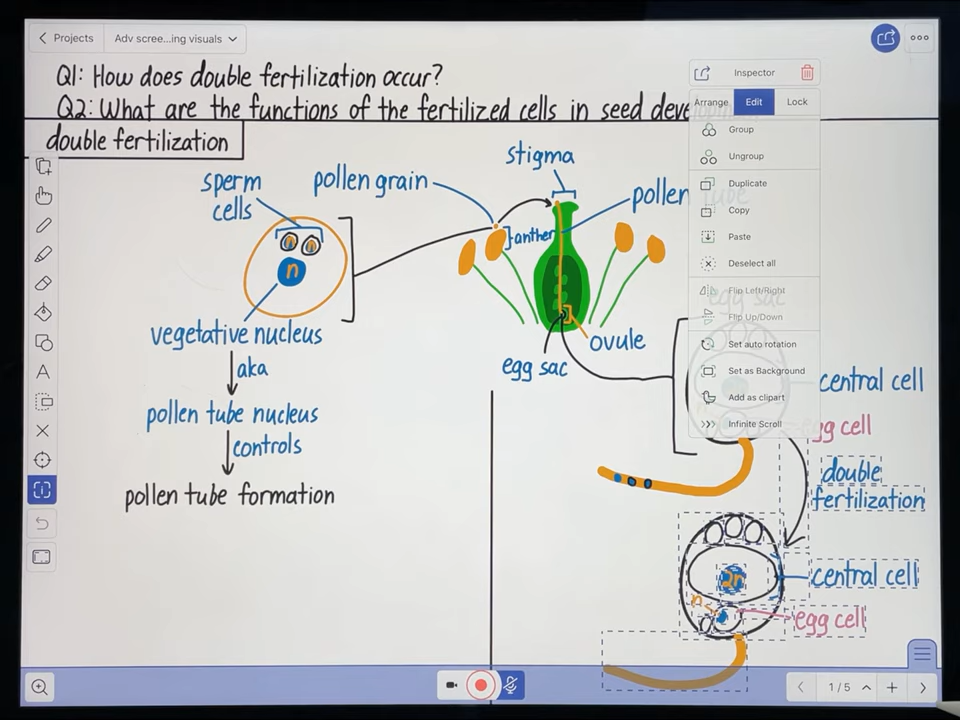 Projects
Adv scree...ing visuals
Q1: How does double fertilization occur?
Q2: What are the functions of the fertilized cells in seed
double fertilization
Inspector
Arrange
Edit
Lock
Group
Ungroup
Duplicate
Copy
Paste
Deselect all
Flip Left/Right
Flip Up/Down
Set auto rotation
Set as Background
Add as clipart
Infinite Scroll
stigma
sperm
cells
pollen grain
pollen tube
anther
n
n
n
vegetative nucleus
aka
pollen tube nucleus
controls
pollen tube formation
ovule
egg sac
egg sac
central cell
egg cell
double
fertilization
2n
central cell
n
egg cell
A
1/5